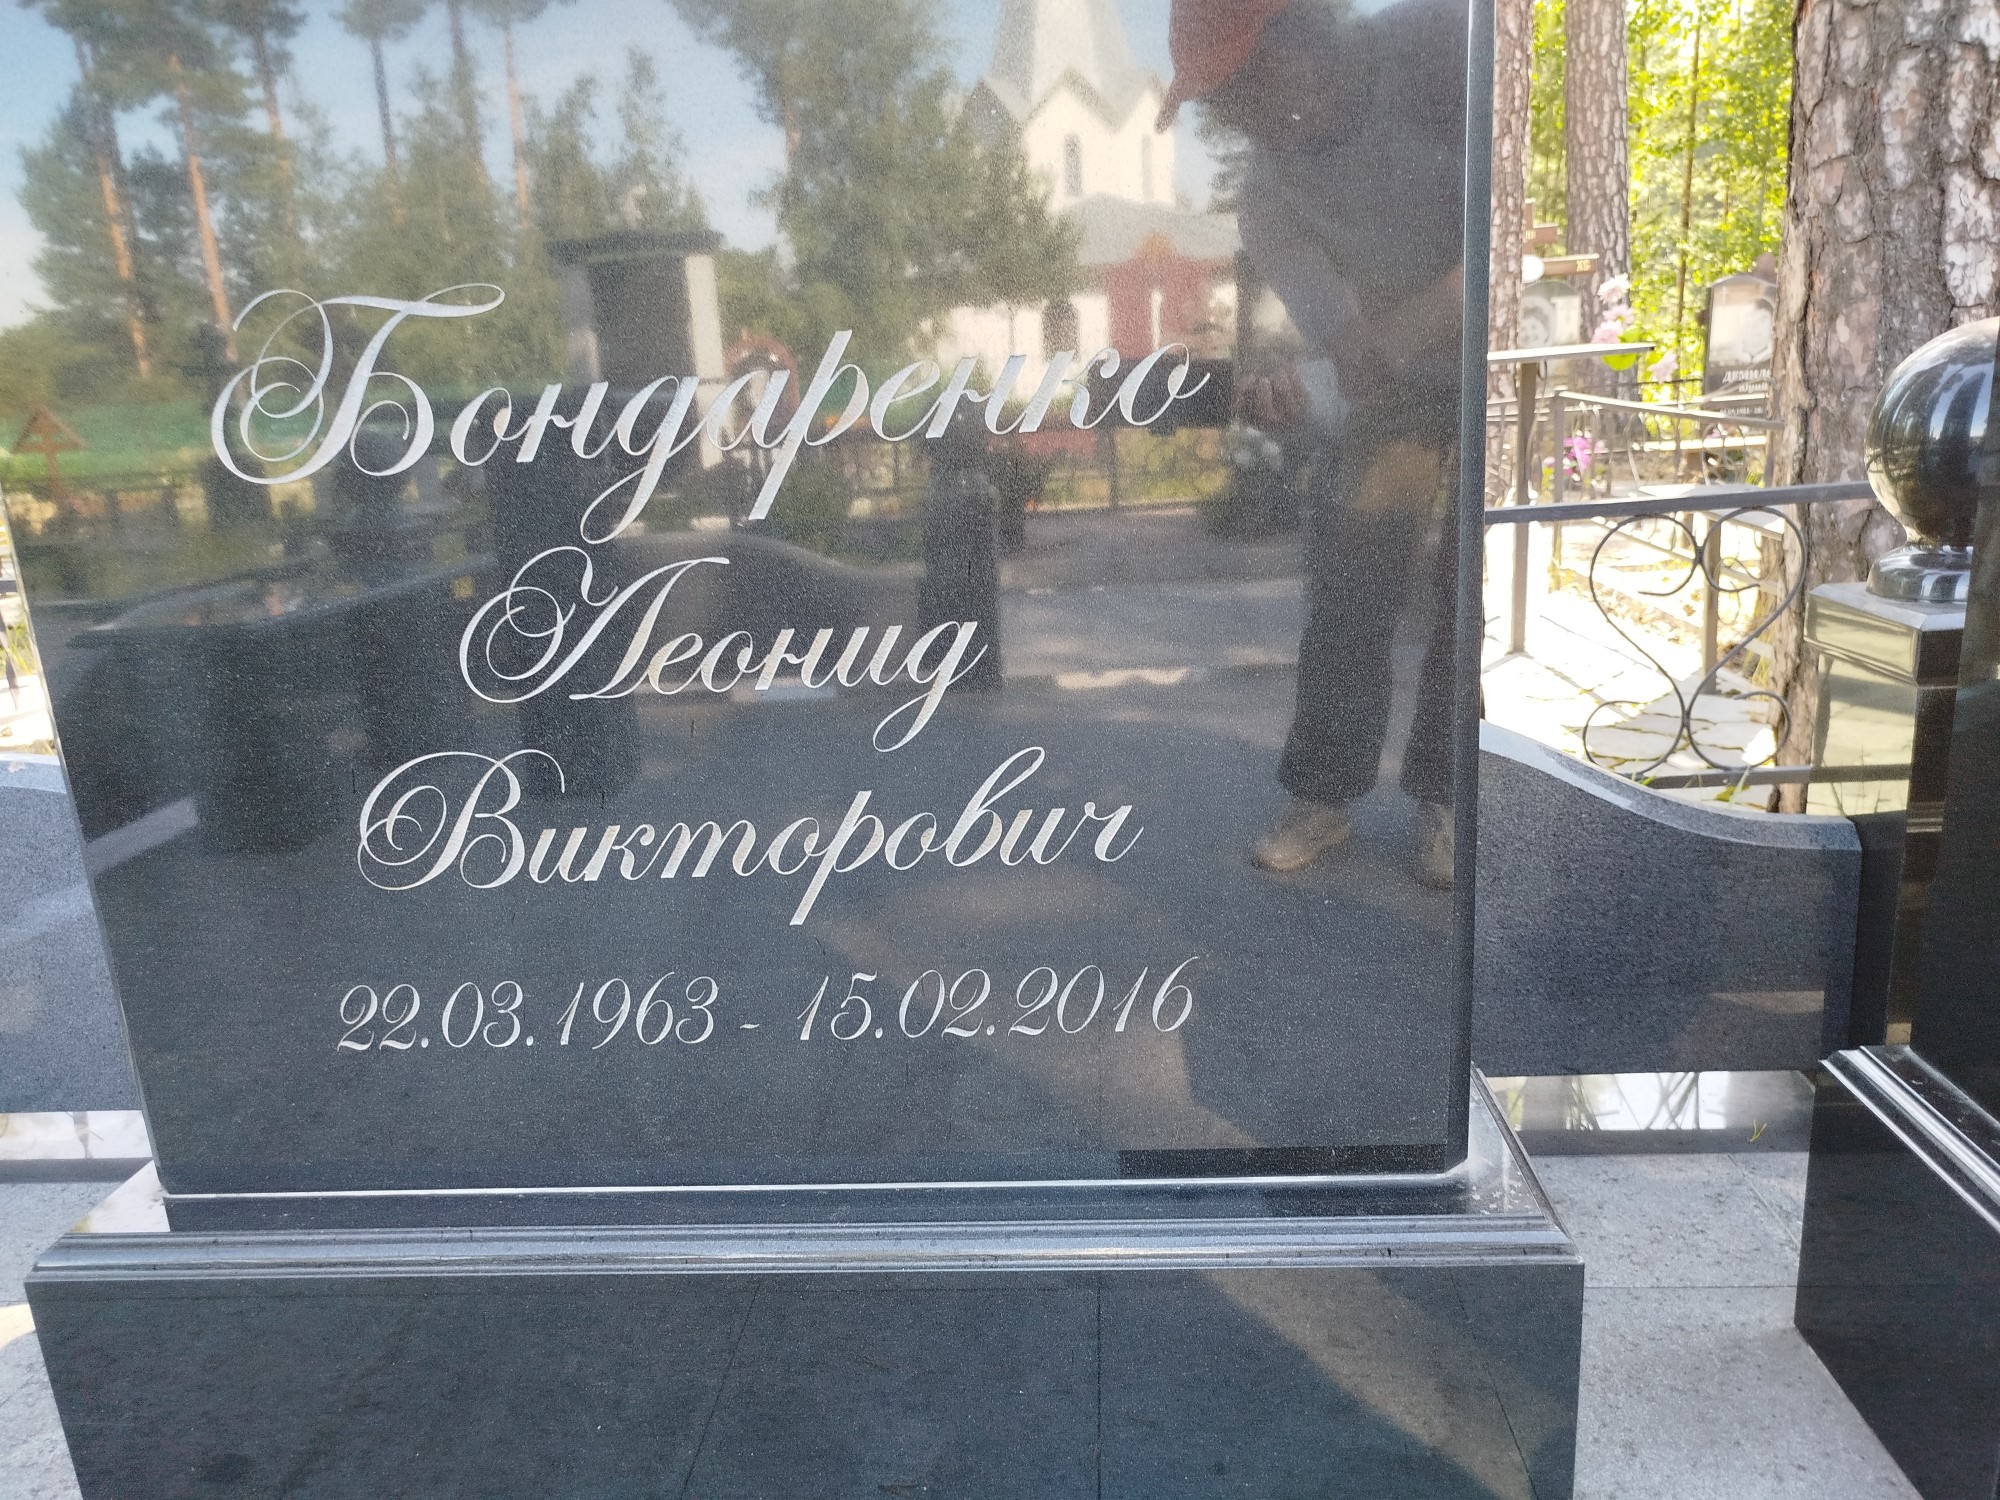 Бондаренко
Леонид
Викторович
22.03.1963 - 15.02.2016